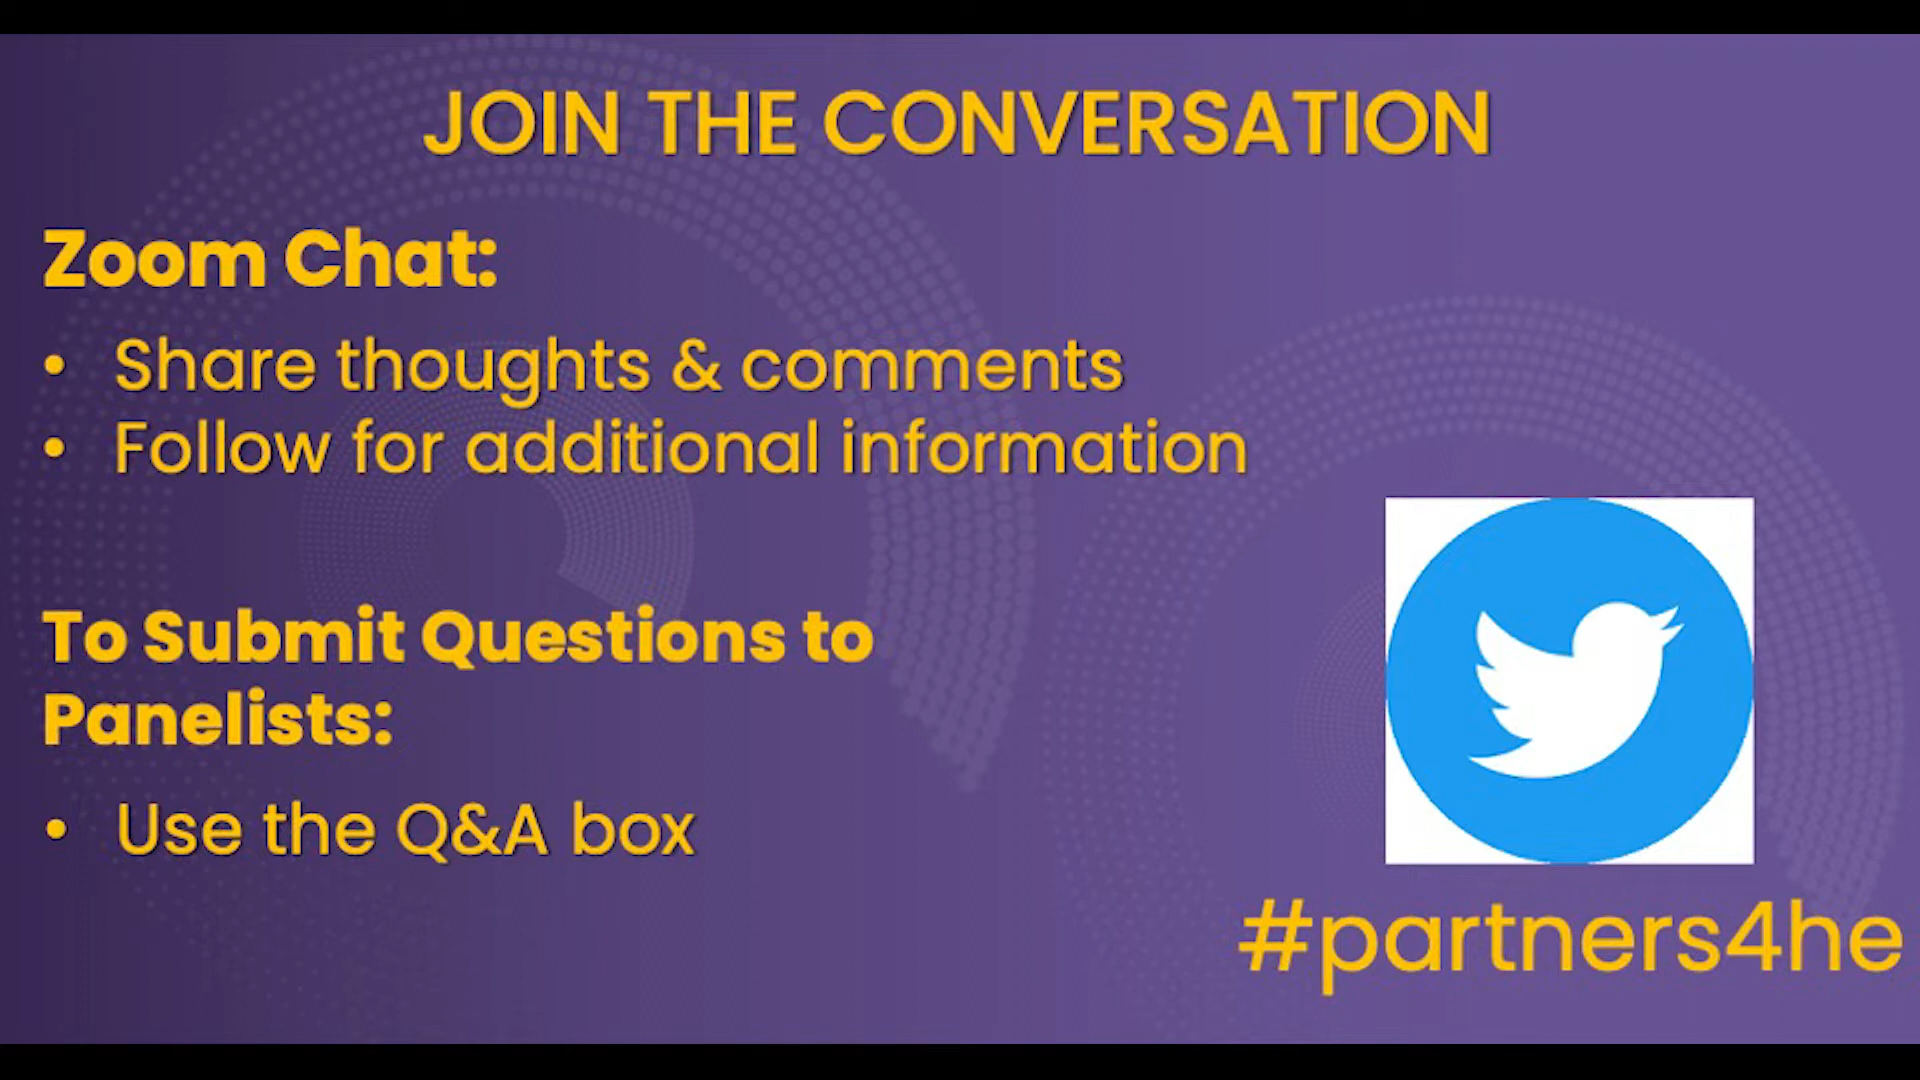 JOIN THE CONVERSATION
Zoom Chat:
• Share thoughts & comments
• Follow for additional information
To Submit Questions to
Panelists:
• Use the Q&A box
#partners4he